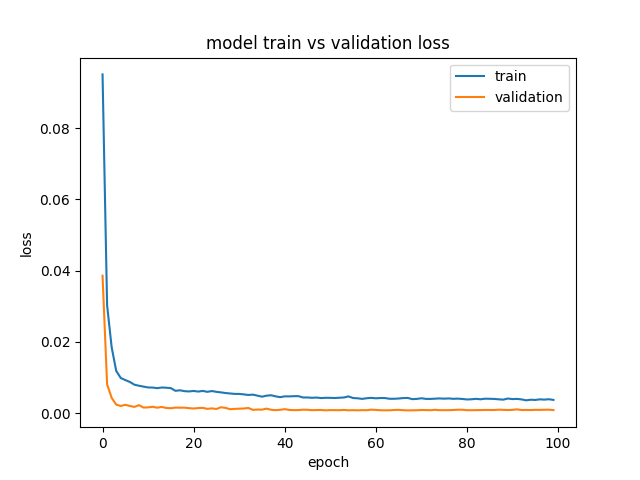 model train vs validation loss
train
validation
loss
0.08
0.06
0.04
0.02
0.00
0 20 40 60 80 100
epoch